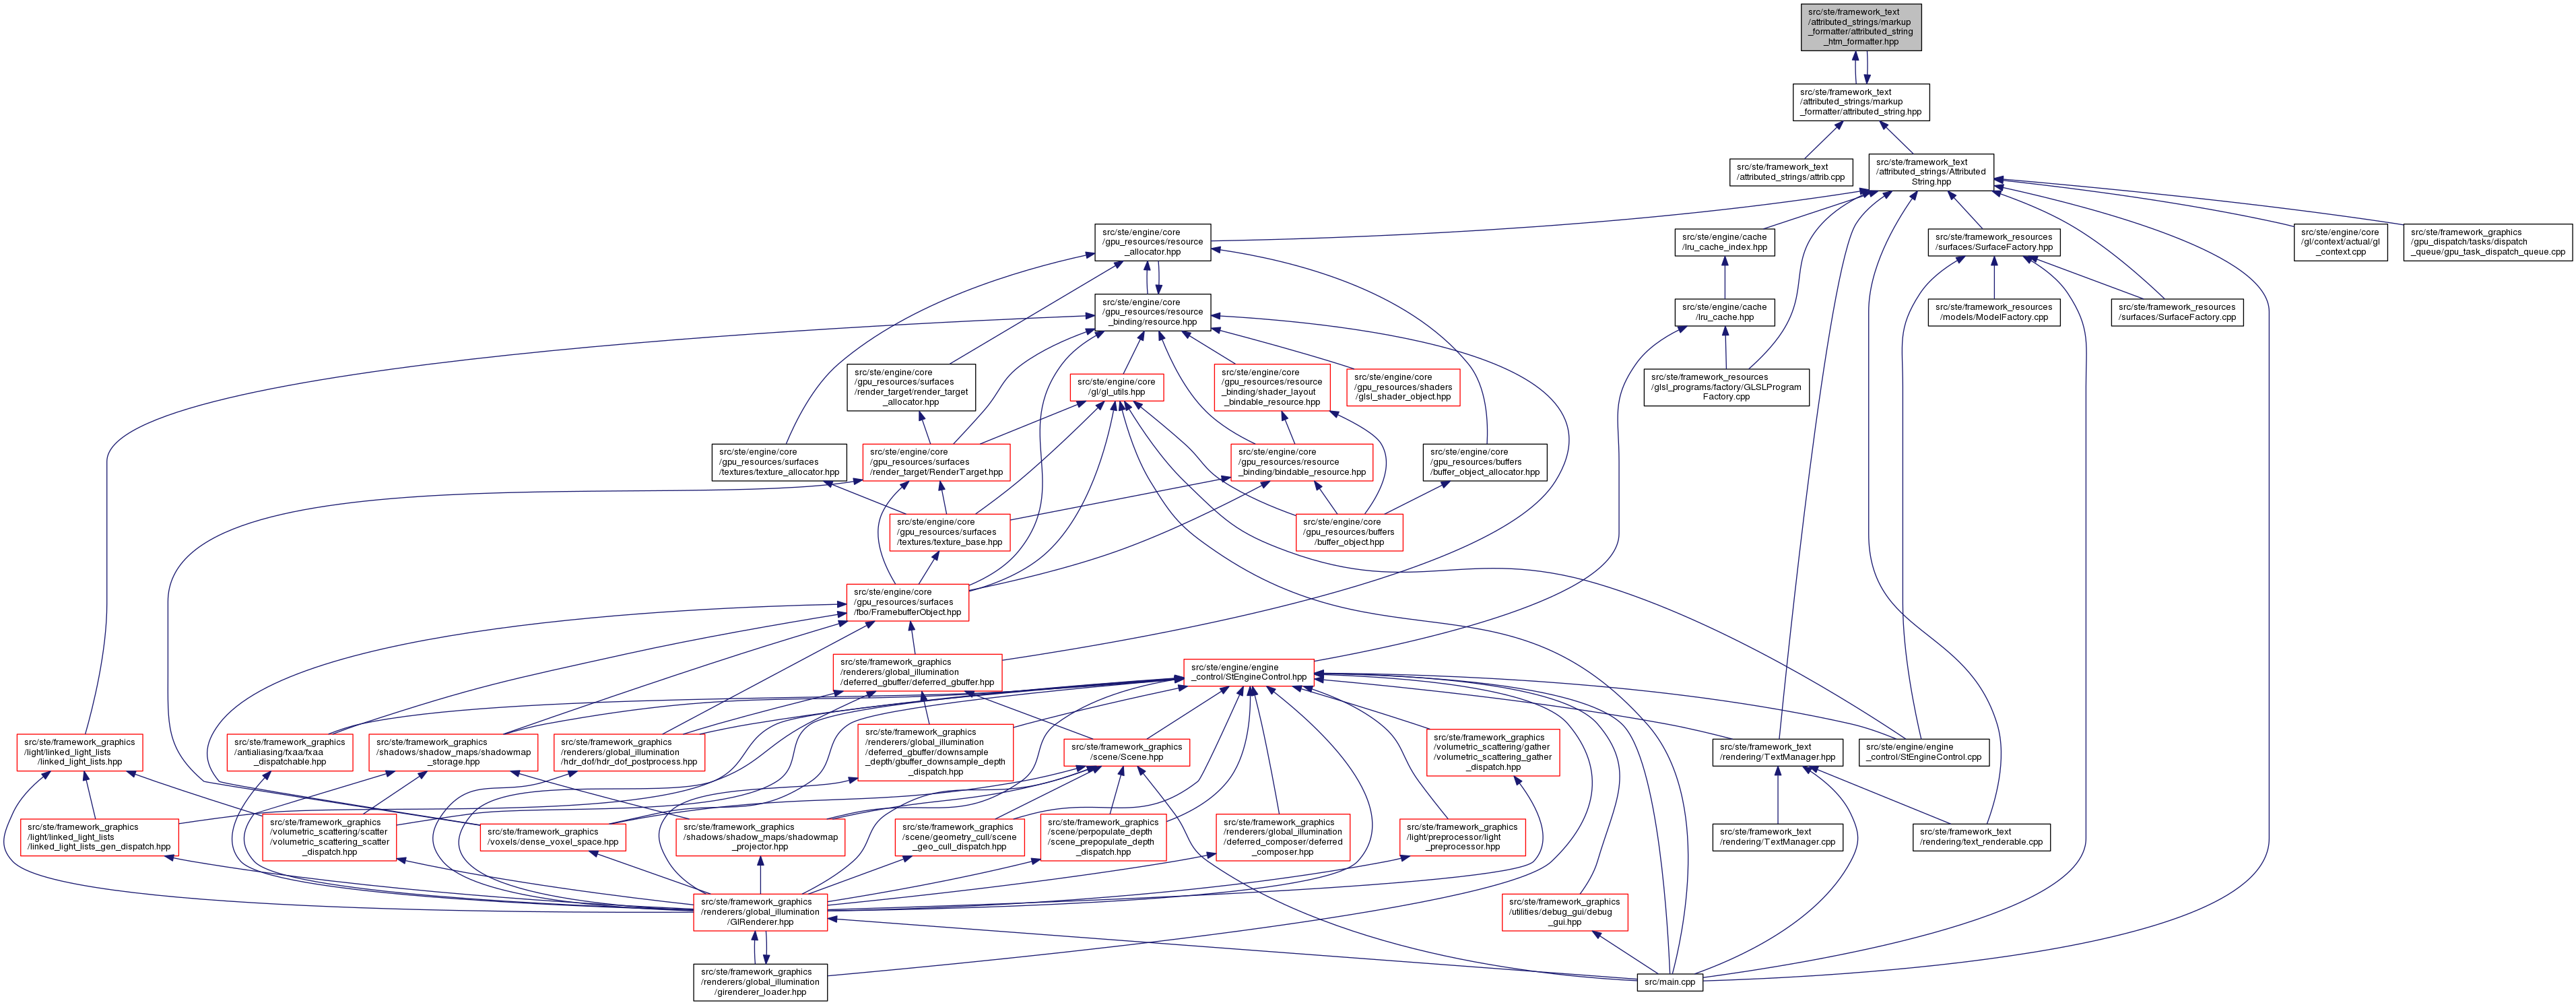 src/ste/framework_text
/attributed_strings/markup
_formatter/attributed_string
_htm_formatter.hpp
src/ste/framework_text
/attributed_strings/markup
_formatter/attributed_string.hpp
src/ste/framework_text
/attributed_strings/attrib.cpp
src/ste/framework_text
/attributed_strings/Attributed
String.hpp
src/ste/engine/core
/gpu_resources/resource
_allocator.hpp
src/ste/engine/cache
/lru_cache_index.hpp
src/ste/framework_resources
/surfaces/SurfaceFactory.hpp
src/ste/engine/core
/gl/context/actual/gl
_context.cpp
src/ste/framework_graphics
/gpu_dispatch/tasks/dispatch
_queue/gpu_task_dispatch_queue.cpp
src/ste/engine/core
/gpu_resources/resource
_binding/resource.hpp
src/ste/engine/cache
/lru_cache.hpp
src/ste/framework_resources
/models/ModelFactory.cpp
src/ste/framework_resources
/surfaces/SurfaceFactory.cpp
src/ste/engine/core
/gpu_resources/surfaces
/render_target/render_target
_allocator.hpp
src/ste/engine/core
/gl/gl_utils.hpp
src/ste/engine/core
/gpu_resources/resource
_binding/shader_layout
_bindable_resource.hpp
src/ste/engine/core
/gpu_resources/shaders
/glsl_shader_object.hpp
src/ste/framework_resources
/glsl_programs/factory/GLSLProgram
Factory.cpp
src/ste/engine/core
/gpu_resources/surfaces
/textures/texture_allocator.hpp
src/ste/engine/core
/gpu_resources/surfaces
/render_target/RenderTarget.hpp
src/ste/engine/core
/gpu_resources/resource
_binding/bindable_resource.hpp
src/ste/engine/core
/gpu_resources/buffers
/buffer_object_allocator.hpp
src/ste/engine/core
/gpu_resources/surfaces
/textures/texture_base.hpp
src/ste/engine/core
/gpu_resources/buffers
/buffer_object.hpp
src/ste/engine/core
/gpu_resources/surfaces
/fbo/FramebufferObject.hpp
src/ste/framework_graphics
/renderers/global_illumination
/deferred_gbuffer/deferred_gbuffer.hpp
src/ste/engine/engine
_control/StEngineControl.hpp
src/ste/framework_graphics
/light/linked_light_lists
/linked_light_lists.hpp
src/ste/framework_graphics
/antialiasing/fxaa/fxaa
_dispatchable.hpp
src/ste/framework_graphics
/shadows/shadow_maps/shadowmap
_storage.hpp
src/ste/framework_graphics
/renderers/global_illumination
/hdr_dof/hdr_dof_postprocess.hpp
src/ste/framework_graphics
/renderers/global_illumination
/deferred_gbuffer/downsample
_depth/gbuffer_downsample_depth
_dispatch.hpp
src/ste/framework_graphics
/scene/Scene.hpp
src/ste/framework_graphics
/volumetric_scattering/gather
/volumetric_scattering_gather
_dispatch.hpp
src/ste/framework_text
/rendering/TextManager.hpp
src/ste/engine/engine
_control/StEngineControl.cpp
src/ste/framework_graphics
/light/linked_light_lists
/linked_light_lists_gen_dispatch.hpp
src/ste/framework_graphics
/volumetric_scattering/scatter
/volumetric_scattering_scatter
_dispatch.hpp
src/ste/framework_graphics
/voxels/dense_voxel_space.hpp
src/ste/framework_graphics
/shadows/shadow_maps/shadowmap
_projector.hpp
src/ste/framework_graphics
/scene/geometry_cull/scene
_geo_cull_dispatch.hpp
src/ste/framework_graphics
/scene/perpopulate_depth
/scene_prepopulate_depth
_dispatch.hpp
src/ste/framework_graphics
/renderers/global_illumination
/deferred_composer/deferred
_composer.hpp
src/ste/framework_graphics
/light/preprocessor/light
_preprocessor.hpp
src/ste/framework_text
/rendering/TextManager.cpp
src/ste/framework_text
/rendering/text_renderable.cpp
src/ste/framework_graphics
/renderers/global_illumination
/GIRenderer.hpp
src/ste/framework_graphics
/utilities/debug_gui/debug
_gui.hpp
src/ste/framework_graphics
/renderers/global_illumination
/girenderer_loader.hpp
src/main.cpp